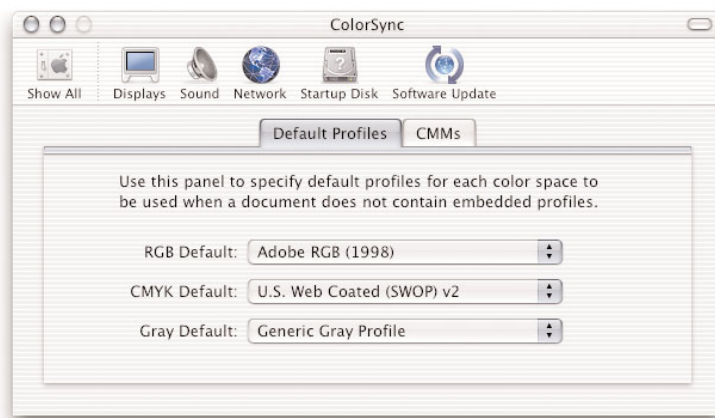 ColorSync
Show All Displays Sound Network Startup Disk Software Update
Default Profiles CMMs
Use this panel to specify default profiles for each color space to
be used when a document does not contain embedded profiles.
RGB Default: Adobe RGB (1998)
CMYK Default: U.S. Web Coated (SWOP) v2
Gray Default: Generic Gray Profile